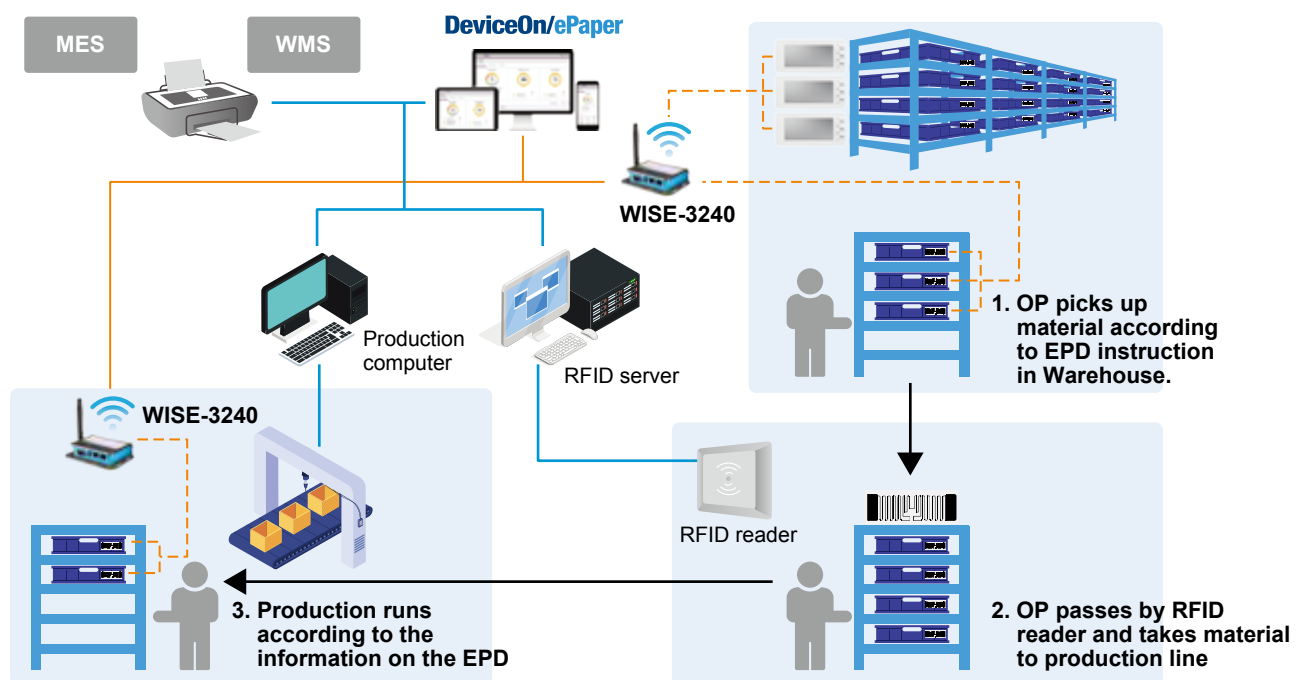 MES
WMS
DeviceOn/ePaper
WISE-3240
1. OP picks up
material according
to EPD instruction
in Warehouse.
Production
computer
RFID server
WISE-3240
RFID reader
3. Production runs
according to the
information on the EPD
2. OP passes by RFID
reader and takes material
to production line